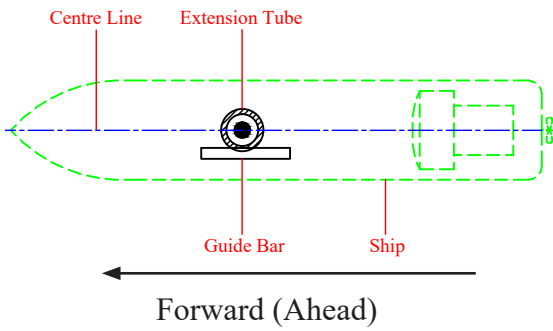 Centre Line
Extension Tube
Guide Bar
Ship
Forward (Ahead)